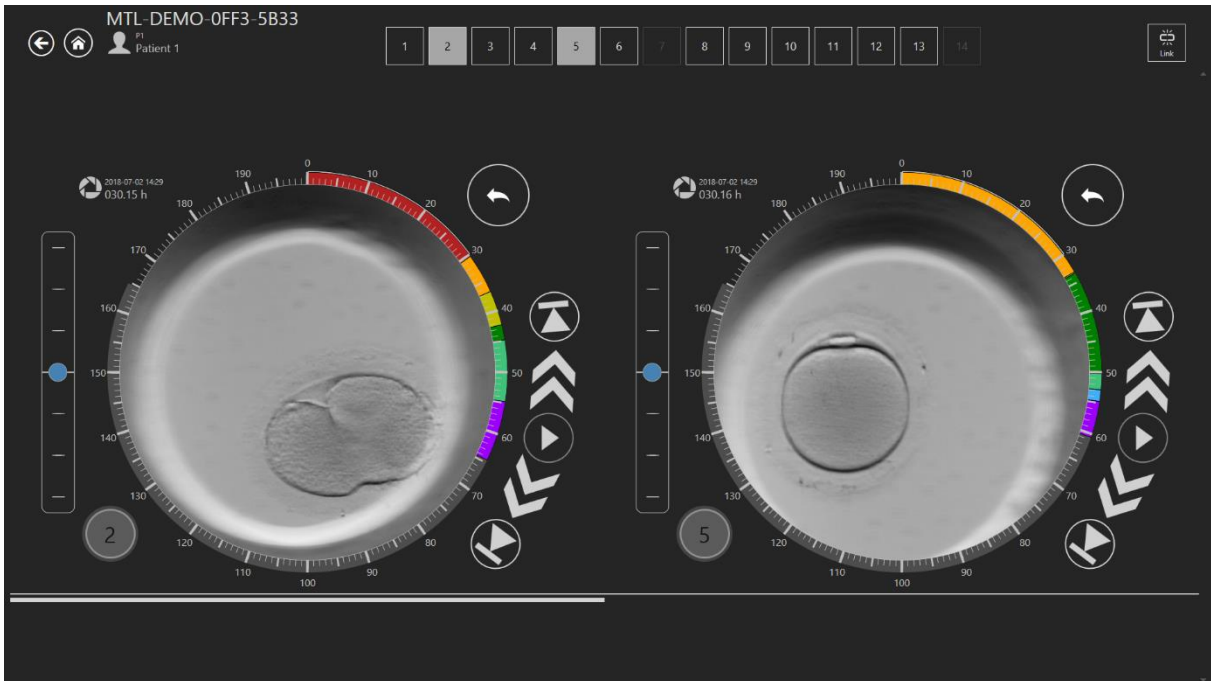 MTL-DEMO-0FF3-5B33
P1
Patient 1
1 2 3 4 5 6 7 8 9 10 11 12 13 14
Link
2018-07-02 14:29
030.15 h
0 10 20 30 40 50 60 70 80 90 100 110 120 130 140 150 160 170 180 190
2
2018-07-02 14:29
030.16 h
0 10 20 30 40 50 60 70 80 90 100 110 120 130 140 150 160 170 180 190
5